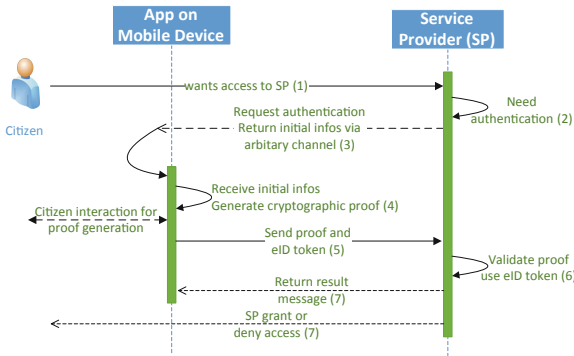 App on
Mobile Device
Service
Provider (SP)
Citizen
wants access to SP (1)
Need
authentication (2)
Request authentication
Return initial infos via
arbitary channel (3)
Receive initial infos
Generate cryptographic proof (4)
Citizen interaction for
proof generation
Send proof and
eID token (5)
Validate proof
use eID token (6)
Return result
message (7)
SP grant or
deny access (7)